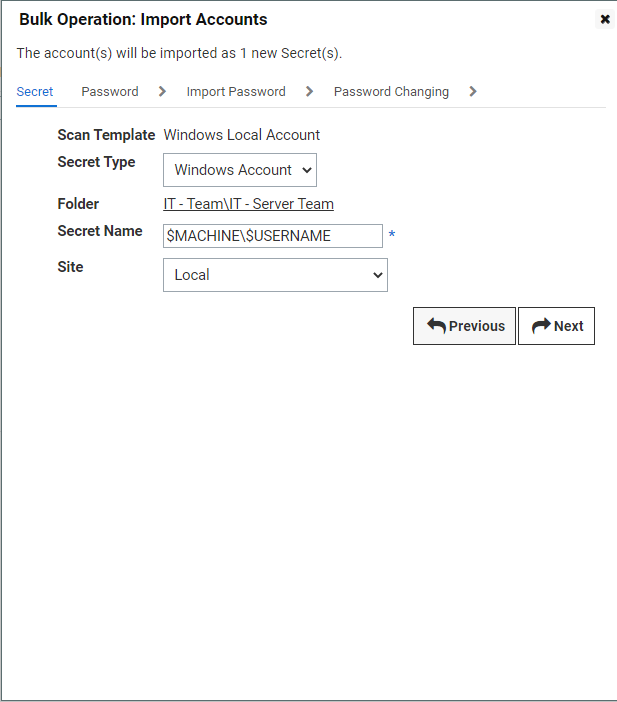 Bulk Operation: Import Accounts
The account(s) will be imported as 1 new Secret(s).
Secret Password Import Password Password Changing
Scan Template Windows Local Account
Secret Type Windows Account
Folder IT - Team\IT - Server Team
Secret Name $MACHINE\$USERNAME *
Site Local
Previous Next